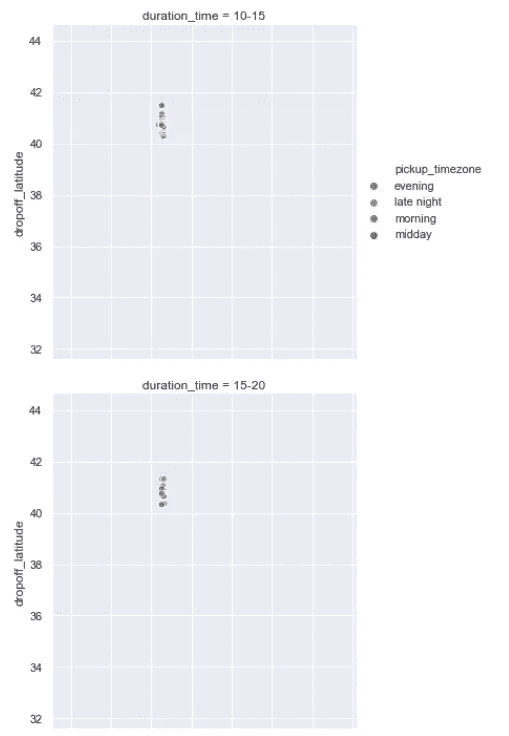 duration_time = 10-15
44
42
40
38
36
34
32
dropoff_latitude
pickup_timezone
evening
late night
morning
midday
duration_time = 15-20
44
42
40
38
36
34
32
dropoff_latitude